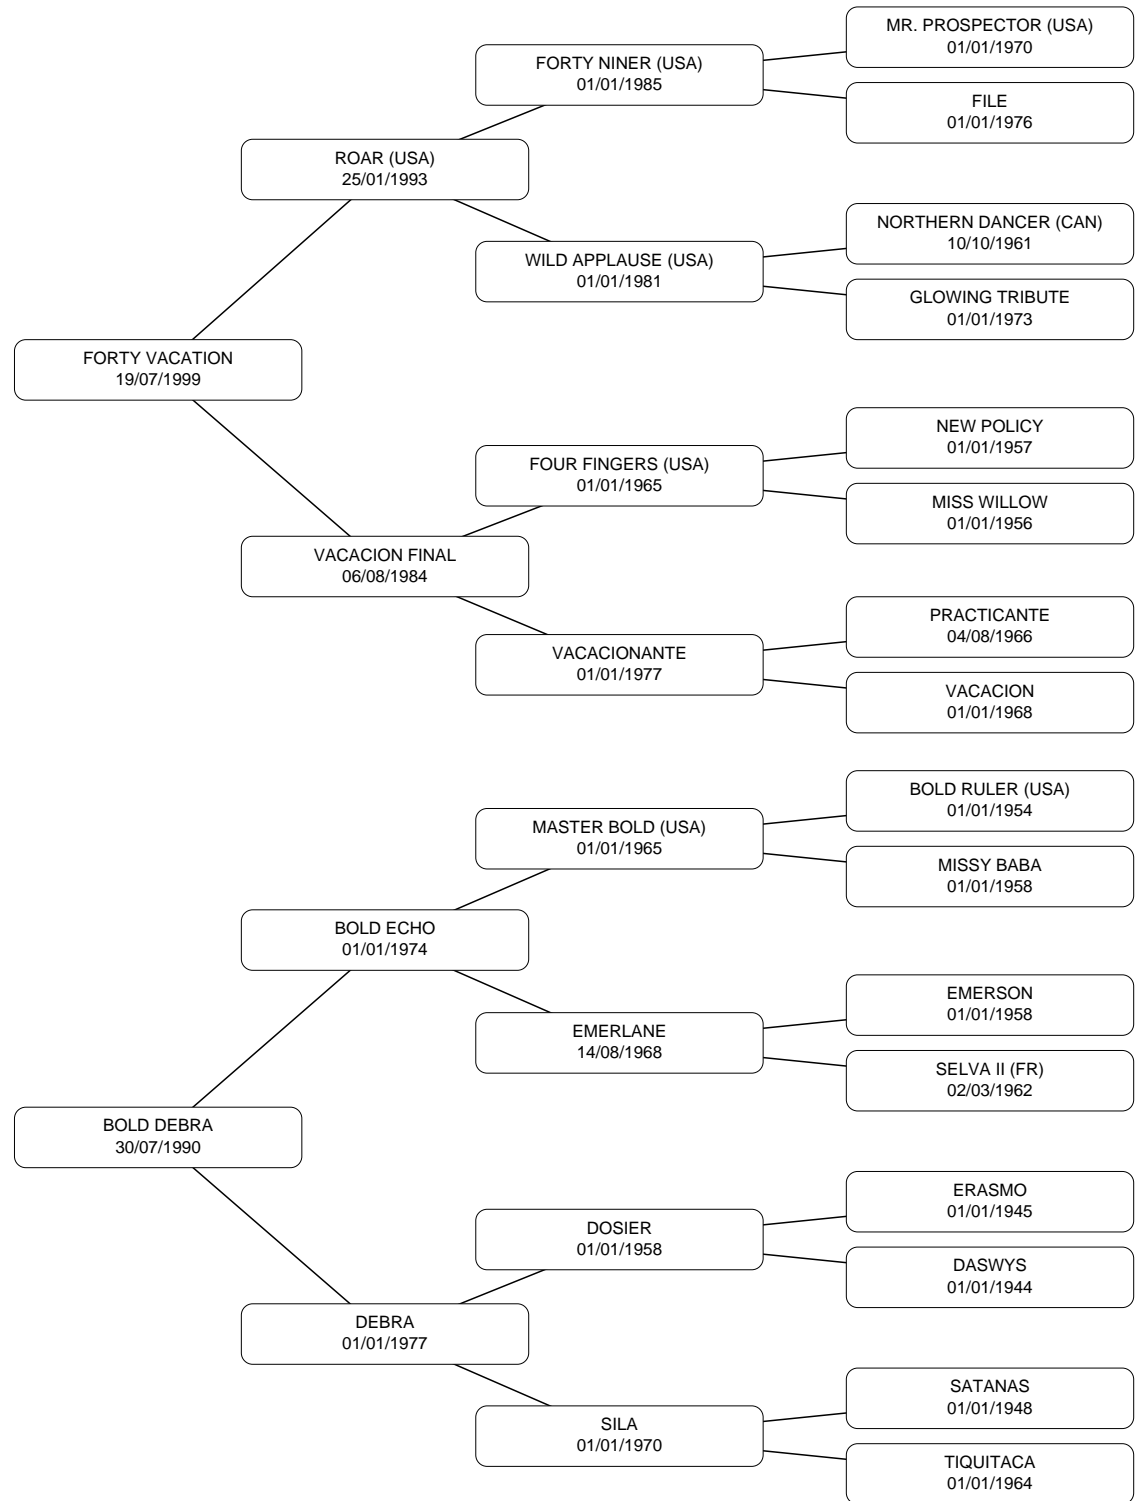 MR. PROSPECTOR (USA)
01/01/1970
FORTY NINER (USA)
01/01/1985
FILE
01/01/1976
ROAR (USA)
25/01/1993
NORTHERN DANCER (CAN)
10/10/1961
WILD APPLAUSE (USA)
01/01/1981
GLOWING TRIBUTE
01/01/1973
FORTY VACATION
19/07/1999
NEW POLICY
01/01/1957
FOUR FINGERS (USA)
01/01/1965
MISS WILLOW
01/01/1956
VACACION FINAL
06/08/1984
PRACTICANTE
04/08/1966
VACACIONANTE
01/01/1977
VACACION
01/01/1968
BOLD RULER (USA)
01/01/1954
MASTER BOLD (USA)
01/01/1965
MISSY BABA
01/01/1958
BOLD ECHO
01/01/1974
EMERSON
01/01/1958
EMERLANE
14/08/1968
SELVA II (FR)
02/03/1962
BOLD DEBRA
30/07/1990
ERASMO
01/01/1945
DOSIER
01/01/1958
DASWYS
01/01/1944
DEBRA
01/01/1977
SATANAS
01/01/1948
SILA
01/01/1970
TIQUITACA
01/01/1964